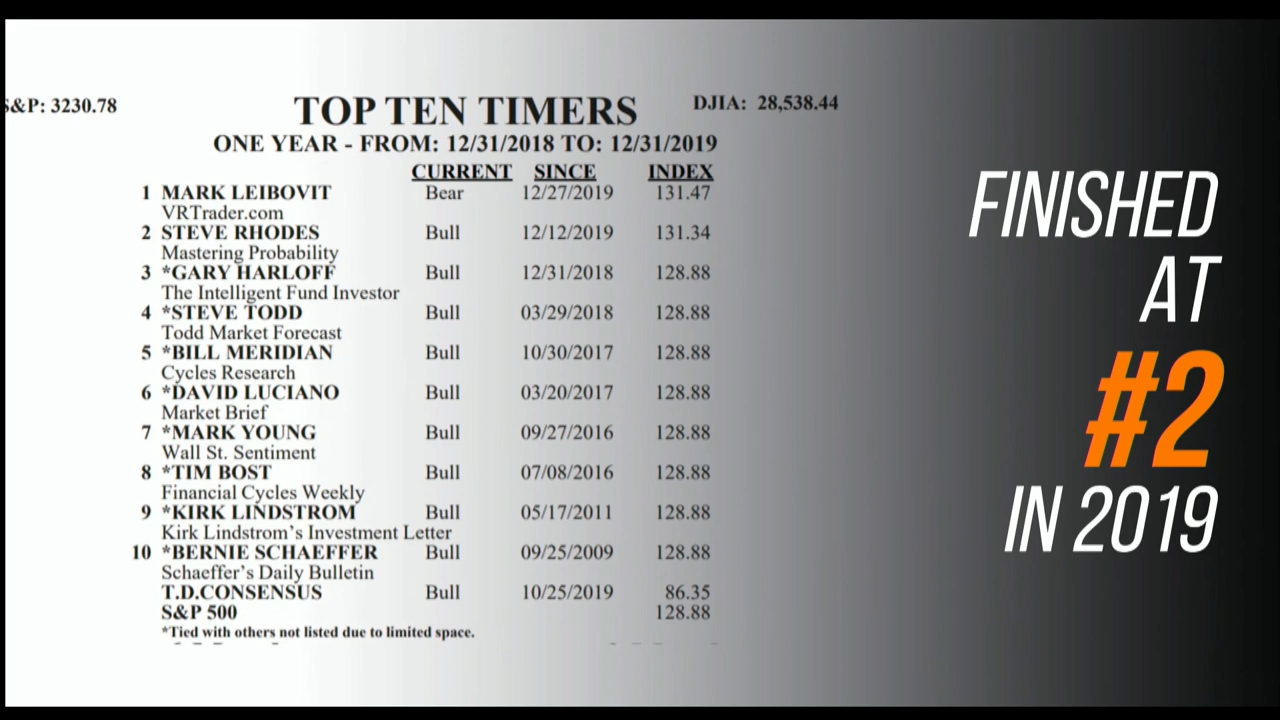 S&P: 3230.78
TOP TEN TIMERS
DJIA: 28,538.44
ONE YEAR - FROM: 12/31/2018 TO: 12/31/2019
CURRENT SINCE INDEX
1 MARK LEIBOVIT Bear 12/27/2019 131.47
VRTrader.com
2 STEVE RHODES Bull 12/12/2019 131.34
Mastering Probability
3 *GARY HARLOFF Bull 12/31/2018 128.88
The Intelligent Fund Investor
4 *STEVE TODD Bull 03/29/2018 128.88
Todd Market Forecast
5 *BILL MERIDIAN Bull 10/30/2017 128.88
Cycles Research
6 *DAVID LUCIANO Bull 03/20/2017 128.88
Market Brief
7 *MARK YOUNG Bull 09/27/2016 128.88
Wall St. Sentiment
8 *TIM BOST Bull 07/08/2016 128.88
Financial Cycles Weekly
9 *KIRK LINDSTROM Bull 05/17/2011 128.88
Kirk Lindstrom's Investment Letter
10 *BERNIE SCHAEFFER Bull 09/25/2009 128.88
Schaeffer's Daily Bulletin
T.D.CONSENSUS Bull 10/25/2019 86.35
S&P 500 128.88
*Tied with others not listed due to limited space.
FINISHED
AT
#2
IN 2019